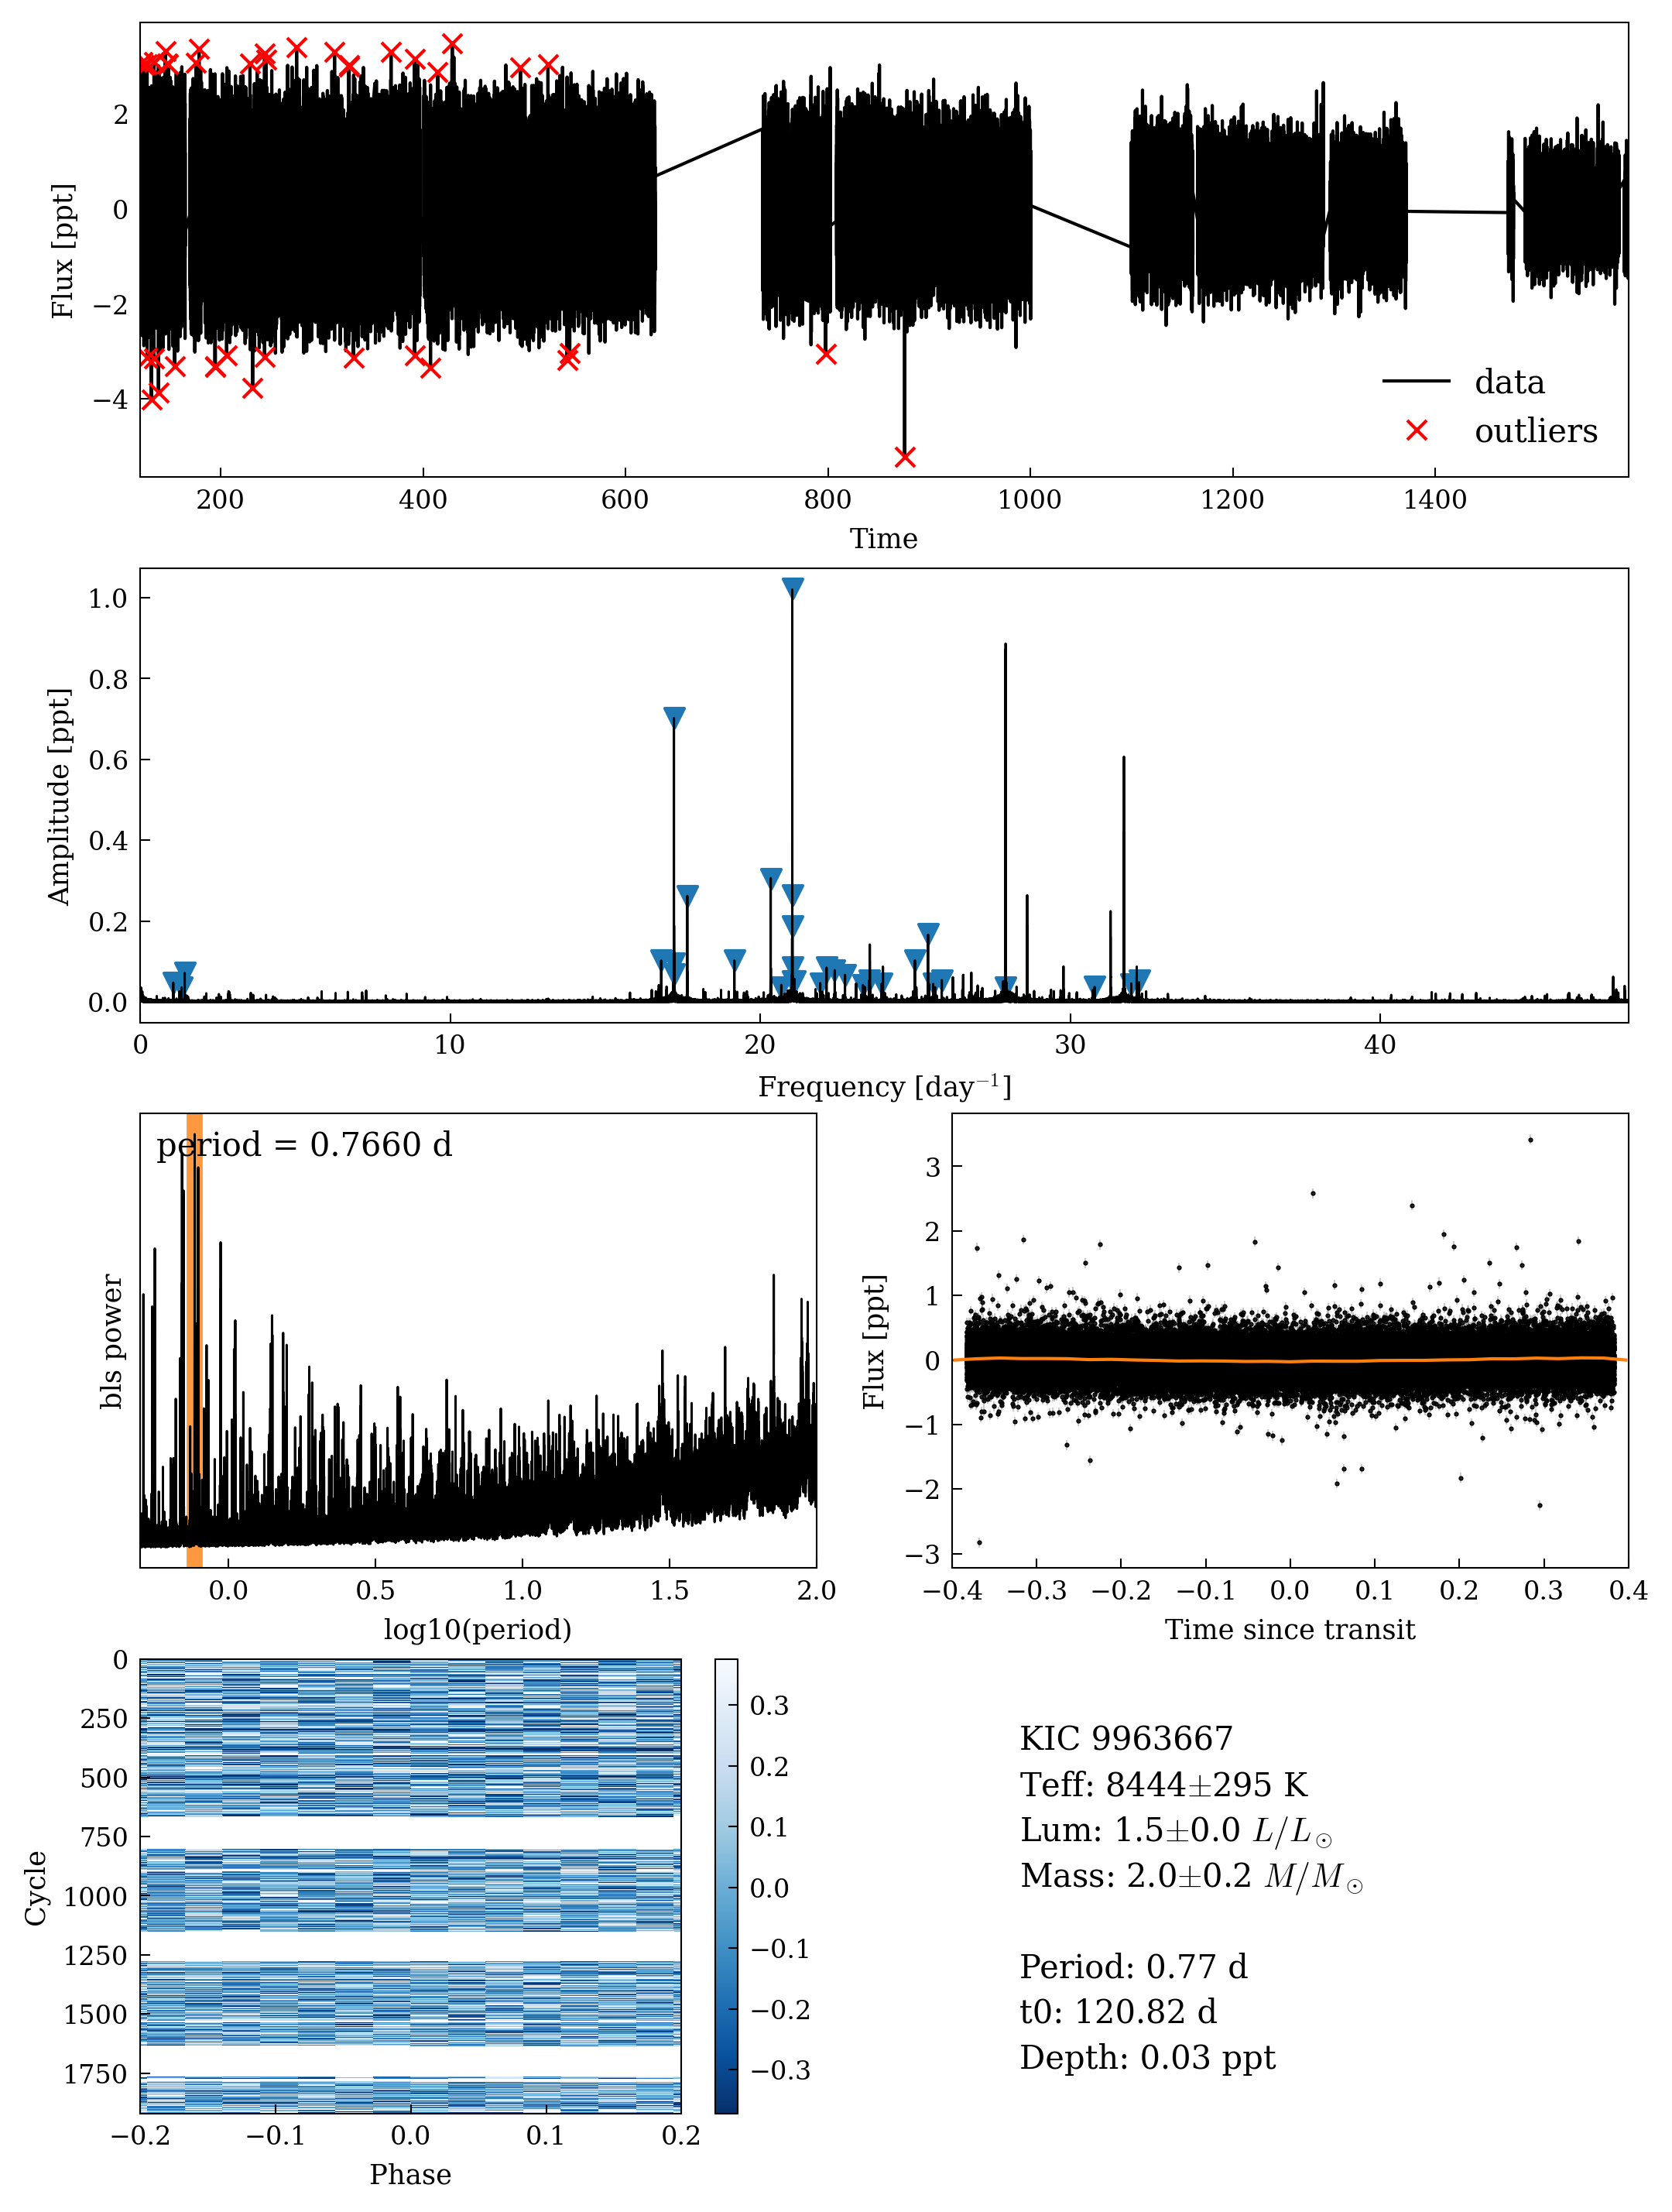 2
0
−2
−4
Flux [ppt]
data
outliers
200 400 600 800 1000 1200 1400
Time
1.0
0.8
0.6
0.4
0.2
0.0
Amplitude [ppt]
0 10 20 30 40
Frequency [day⁻¹]
period = 0.7660 d
bls power
0.0 0.5 1.0 1.5 2.0
log10(period)
3
2
1
0
−1
−2
−3
Flux [ppt]
−0.4 −0.3 −0.2 −0.1 0.0 0.1 0.2 0.3 0.4
Time since transit
0
250
500
750
1000
1250
1500
1750
Cycle
−0.2 −0.1 0.0 0.1 0.2
Phase
0.3
0.2
0.1
0.0
−0.1
−0.2
−0.3
KIC 9963667
Teff: 8444±295 K
Lum: 1.5±0.0 L/L☉
Mass: 2.0±0.2 M/M☉
Period: 0.77 d
t0: 120.82 d
Depth: 0.03 ppt